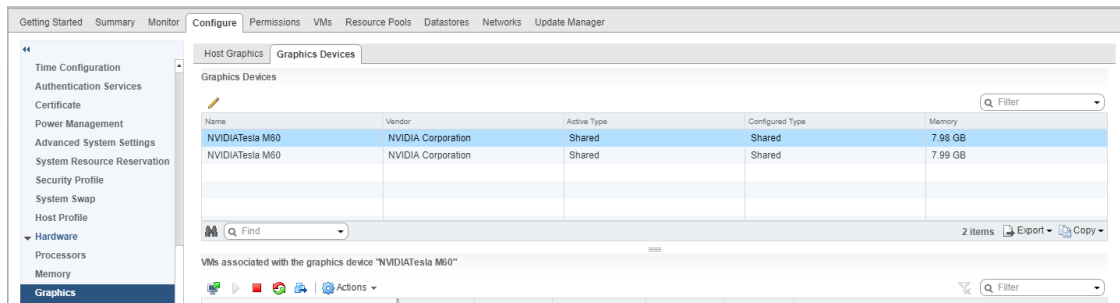 Getting Started Summary Monitor Configure Permissions VMs Resource Pools Datastores Networks Update Manager
Time Configuration
Authentication Services
Certificate
Power Management
Advanced System Settings
System Resource Reservation
Security Profile
System Swap
Host Profile
Hardware
Processors
Memory
Graphics
Host Graphics Graphics Devices
Graphics Devices
Filter
Name Vendor Active Type Configured Type Memory
NVIDIATesla M60 NVIDIA Corporation Shared Shared 7.98 GB
NVIDIATesla M60 NVIDIA Corporation Shared Shared 7.99 GB
Find 2 items Export Copy
VMs associated with the graphics device "NVIDIATesla M60"
Actions Filter